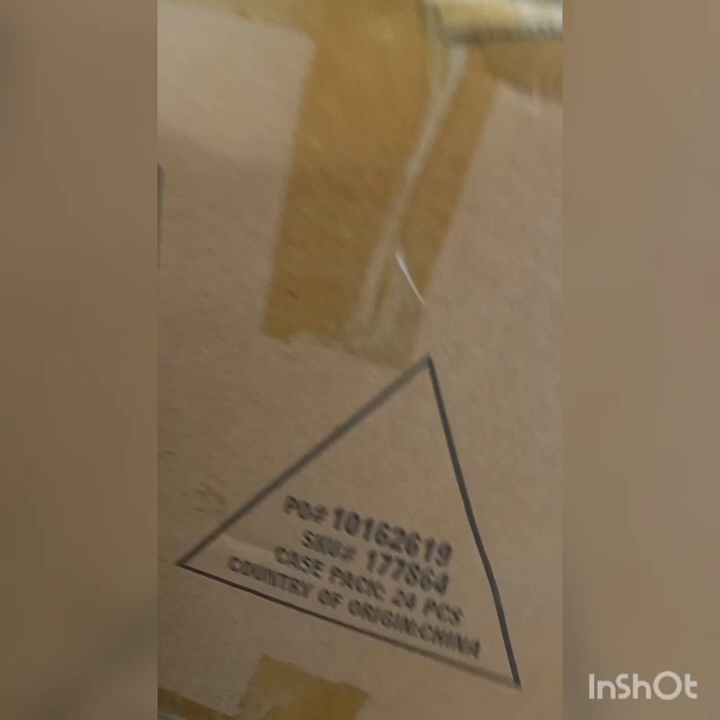 PO# 10162619
SKU# 177864
CASE PACK: 24 PCS
COUNTRY OF ORIGIN:CHINA
InShOt